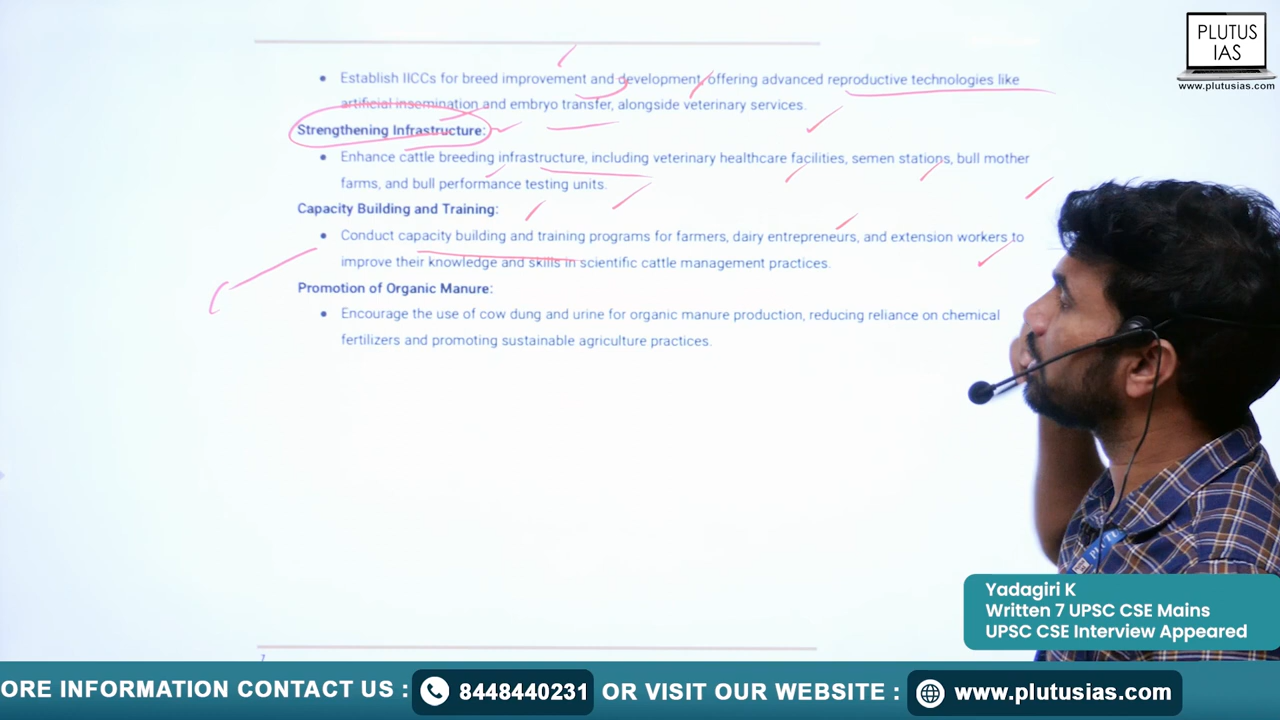 PLUTUS
IAS
www.plutusias.com
• Establish IICCs for breed improvement and development, offering advanced reproductive technologies like
artificial insemination and embryo transfer, alongside veterinary services.
Strengthening Infrastructure:
• Enhance cattle breeding infrastructure, including veterinary healthcare facilities, semen stations, bull mother
farms, and bull performance testing units.
Capacity Building and Training:
• Conduct capacity building and training programs for farmers, dairy entrepreneurs, and extension workers to
improve their knowledge and skills in scientific cattle management practices.
Promotion of Organic Manure:
• Encourage the use of cow dung and urine for organic manure production, reducing reliance on chemical
fertilizers and promoting sustainable agriculture practices.
Yadagiri K
Written 7 UPSC CSE Mains
UPSC CSE Interview Appeared
ORE INFORMATION CONTACT US : 8448440231 OR VISIT OUR WEBSITE : www.plutusias.com